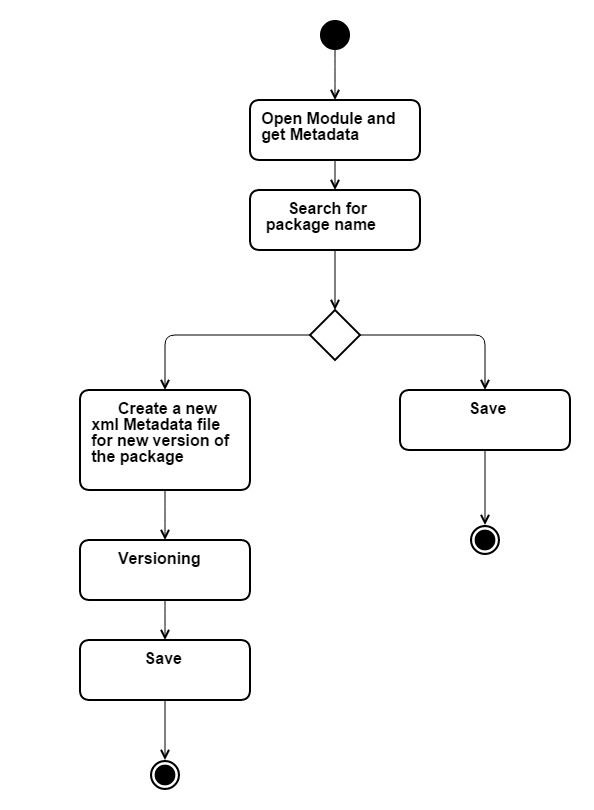 Open Module and
get Metadata
Search for
package name
Create a new
xml Metadata file
for new version of
the package
Save
Versioning
Save